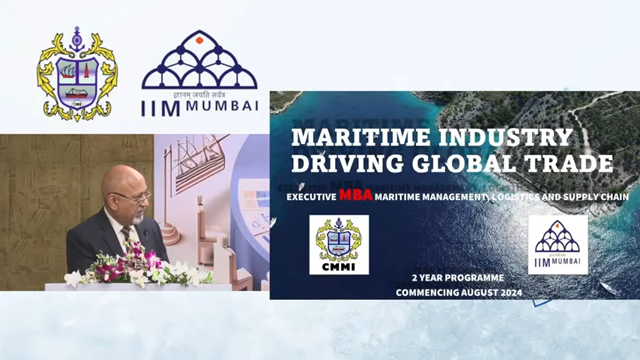 ज्ञानम् जयति सर्वत्र
IIM MUMBAI
MARITIME INDUSTRY
DRIVING GLOBAL TRADE
EXECUTIVE MBA MARITIME MANAGEMENT, LOGISTICS AND SUPPLY CHAIN
CMMI
IIM MUMBAI
2 YEAR PROGRAMME
COMMENCING AUGUST 2024